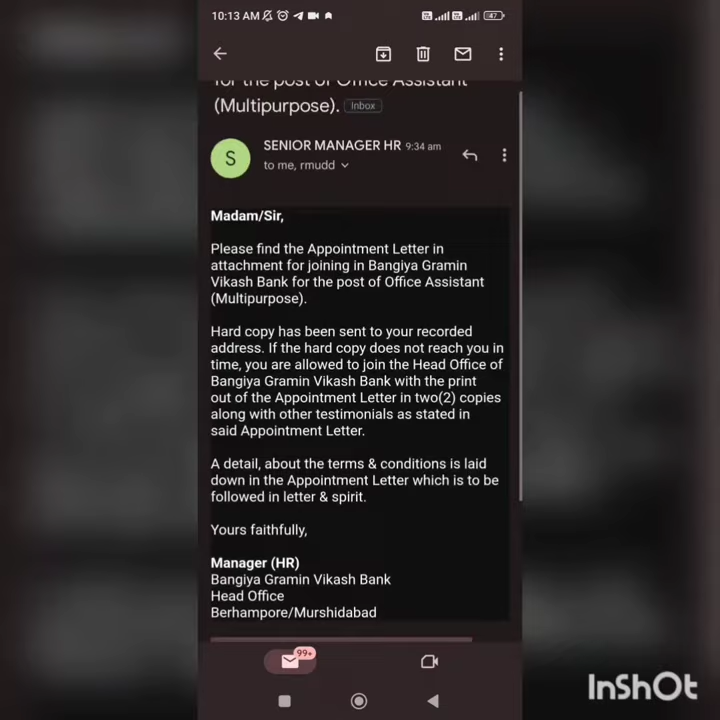 10:13 AM
47
for the post of Office Assistant
(Multipurpose). Inbox
S
SENIOR MANAGER HR 9:34 am
to me, rmudd
Madam/Sir,
Please find the Appointment Letter in
attachment for joining in Bangiya Gramin
Vikash Bank for the post of Office Assistant
(Multipurpose).
Hard copy has been sent to your recorded
address. If the hard copy does not reach you in
time, you are allowed to join the Head Office of
Bangiya Gramin Vikash Bank with the print
out of the Appointment Letter in two(2) copies
along with other testimonials as stated in
said Appointment Letter.
A detail, about the terms & conditions is laid
down in the Appointment Letter which is to be
followed in letter & spirit.
Yours faithfully,
Manager (HR)
Bangiya Gramin Vikash Bank
Head Office
Berhampore/Murshidabad
99+
InShOt